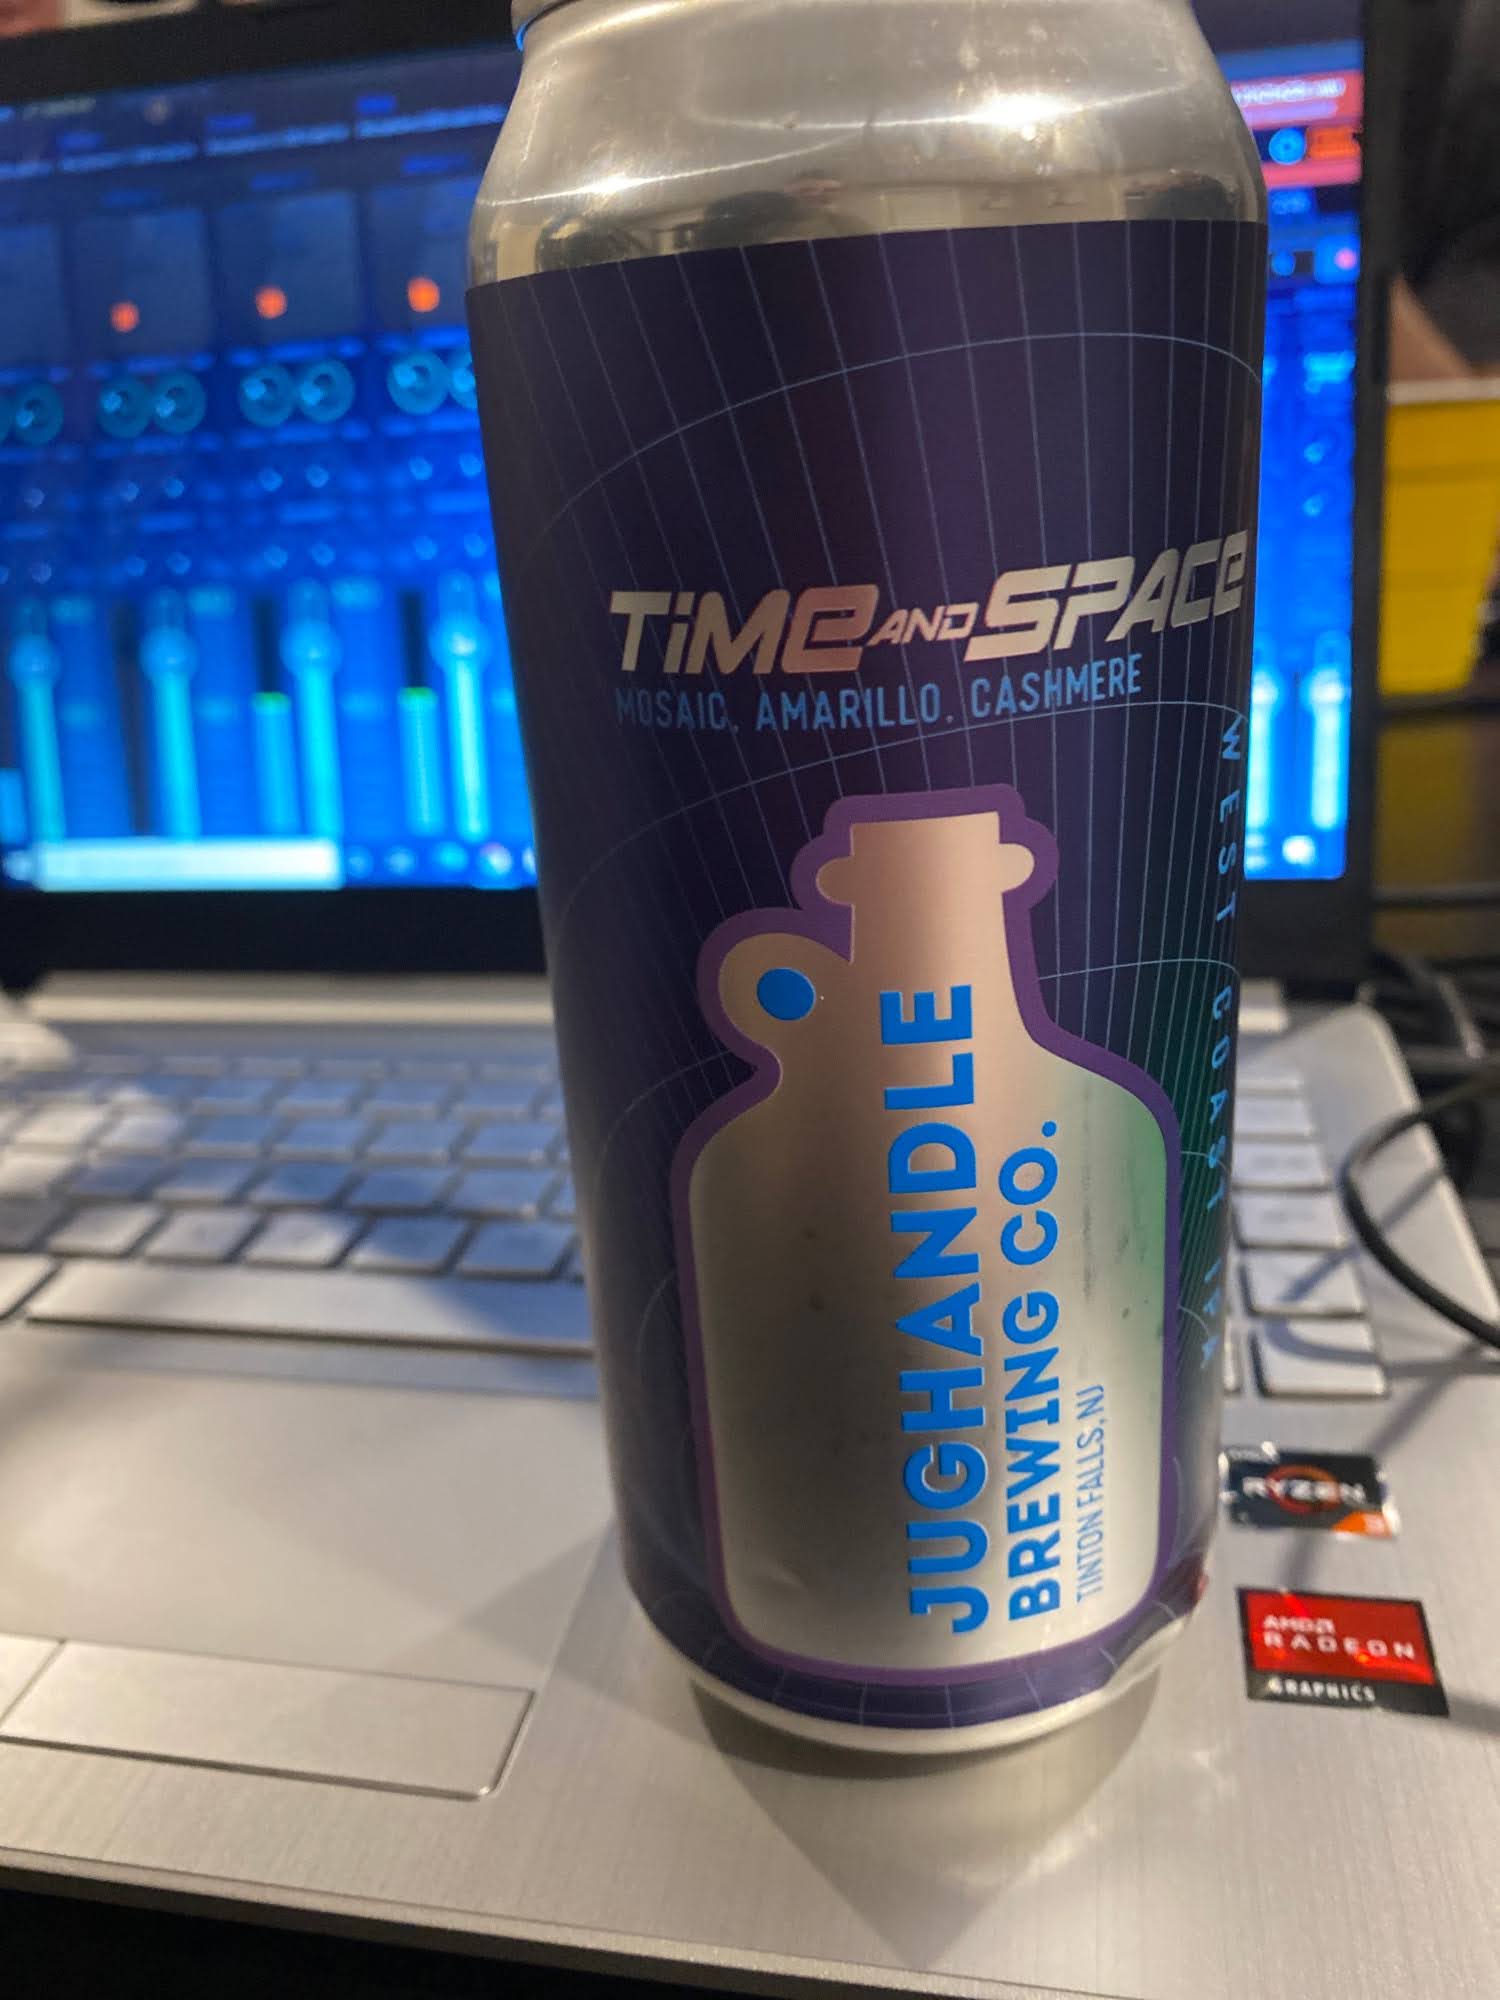 TiMe AND SPACe
MOSAIC. AMARILLO. CASHMERE
WEST COAST IPA
JUGHANDLE
BREWING CO.
TINTON FALLS, NJ
RYZEN
AMD
RADEON
GRAPHICS